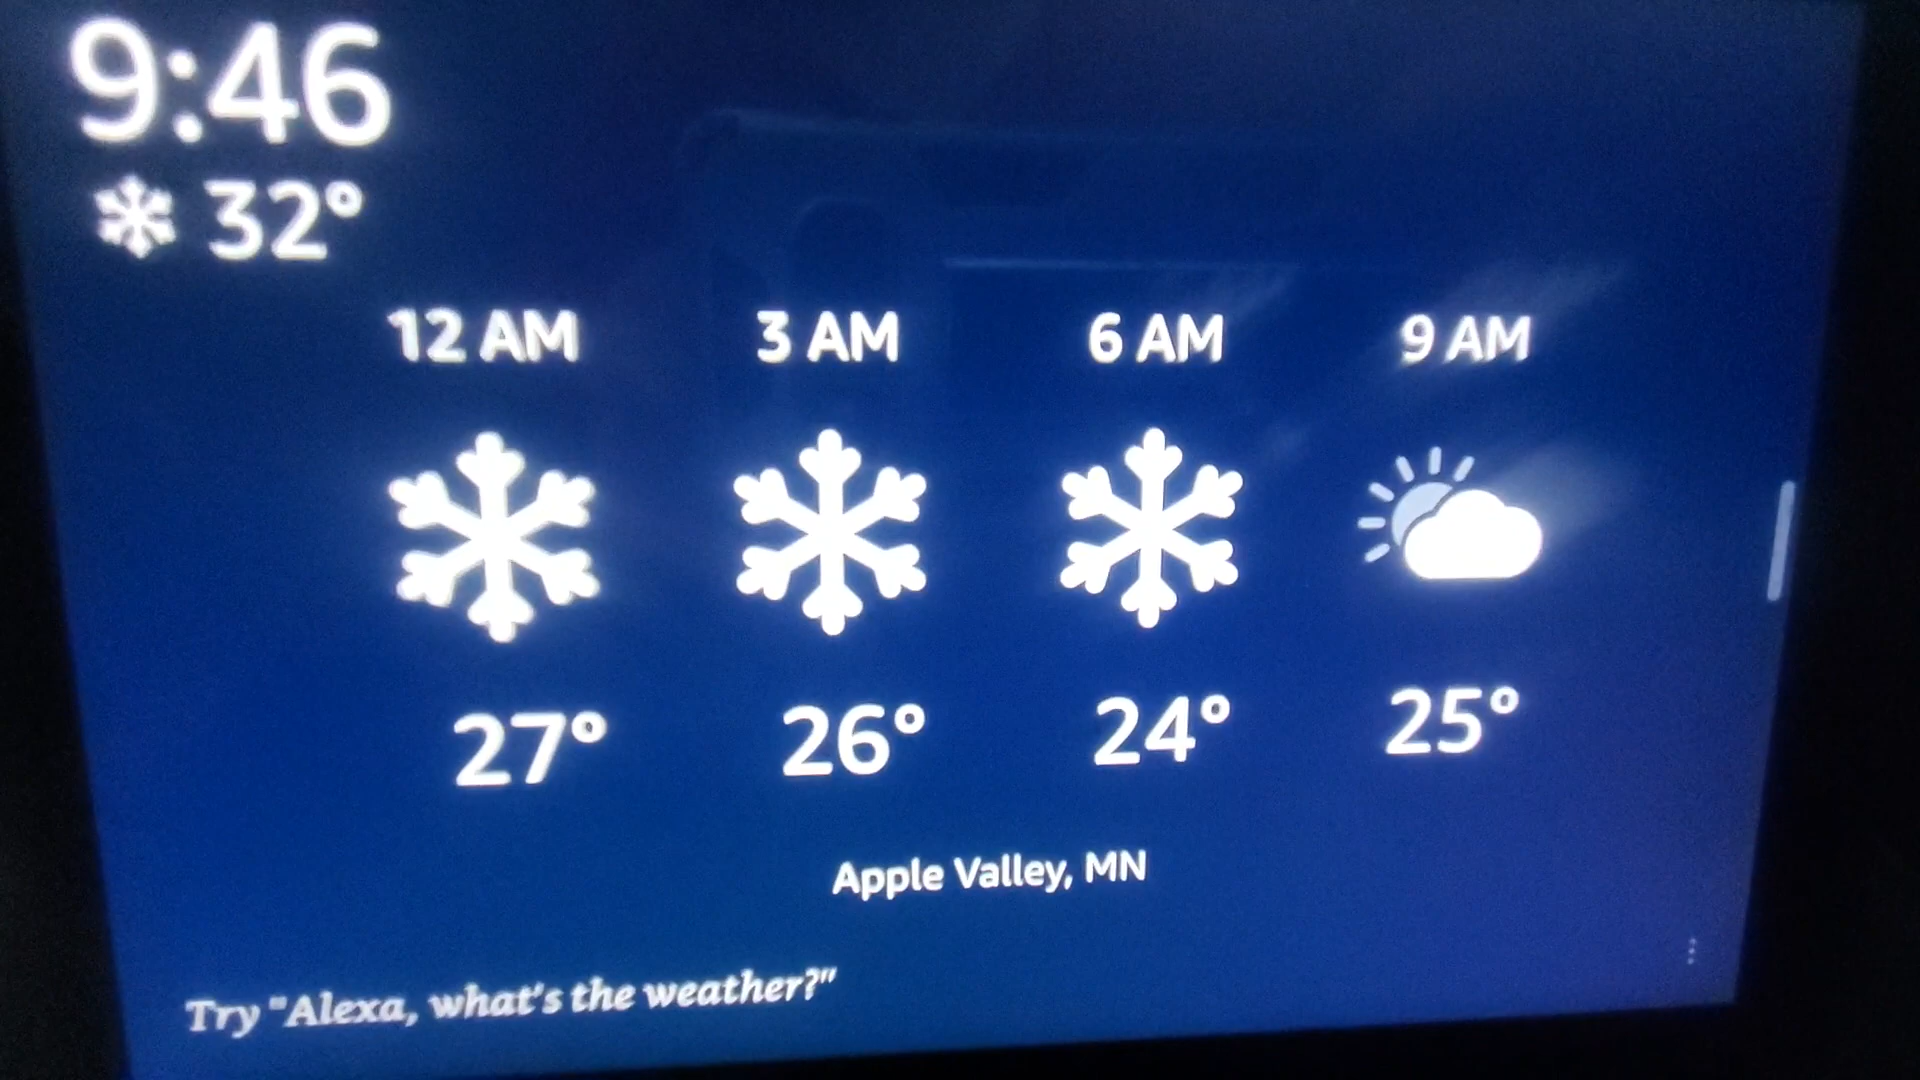 9:46
32°
12 AM 3 AM 6 AM 9 AM
27° 26° 24° 25°
Apple Valley, MN
Try "Alexa, what's the weather?"